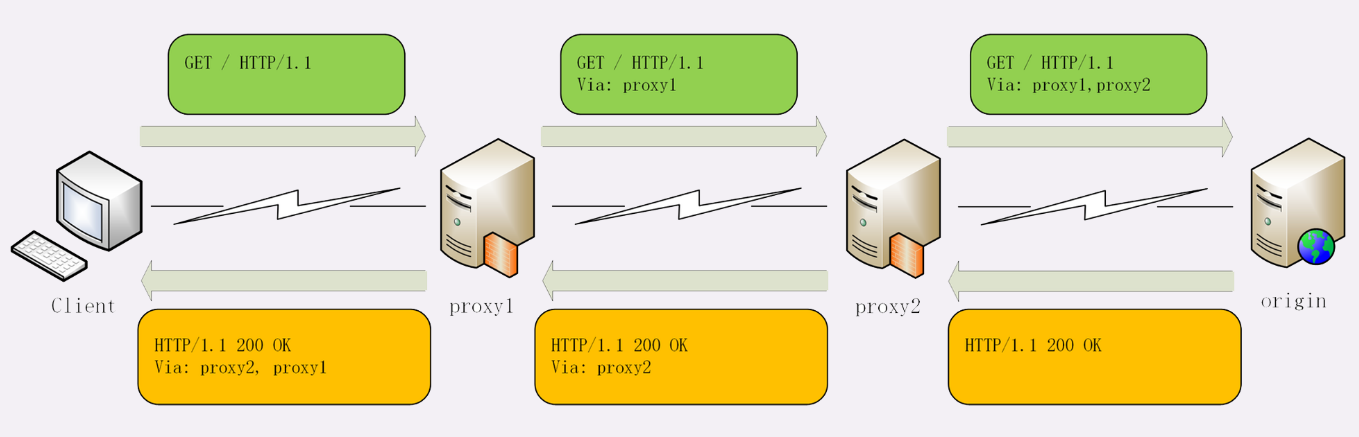 GET / HTTP/1.1
GET / HTTP/1.1
Via: proxy1
GET / HTTP/1.1
Via: proxy1,proxy2
Client
proxy1
proxy2
origin
HTTP/1.1 200 OK
Via: proxy2, proxy1
HTTP/1.1 200 OK
Via: proxy2
HTTP/1.1 200 OK